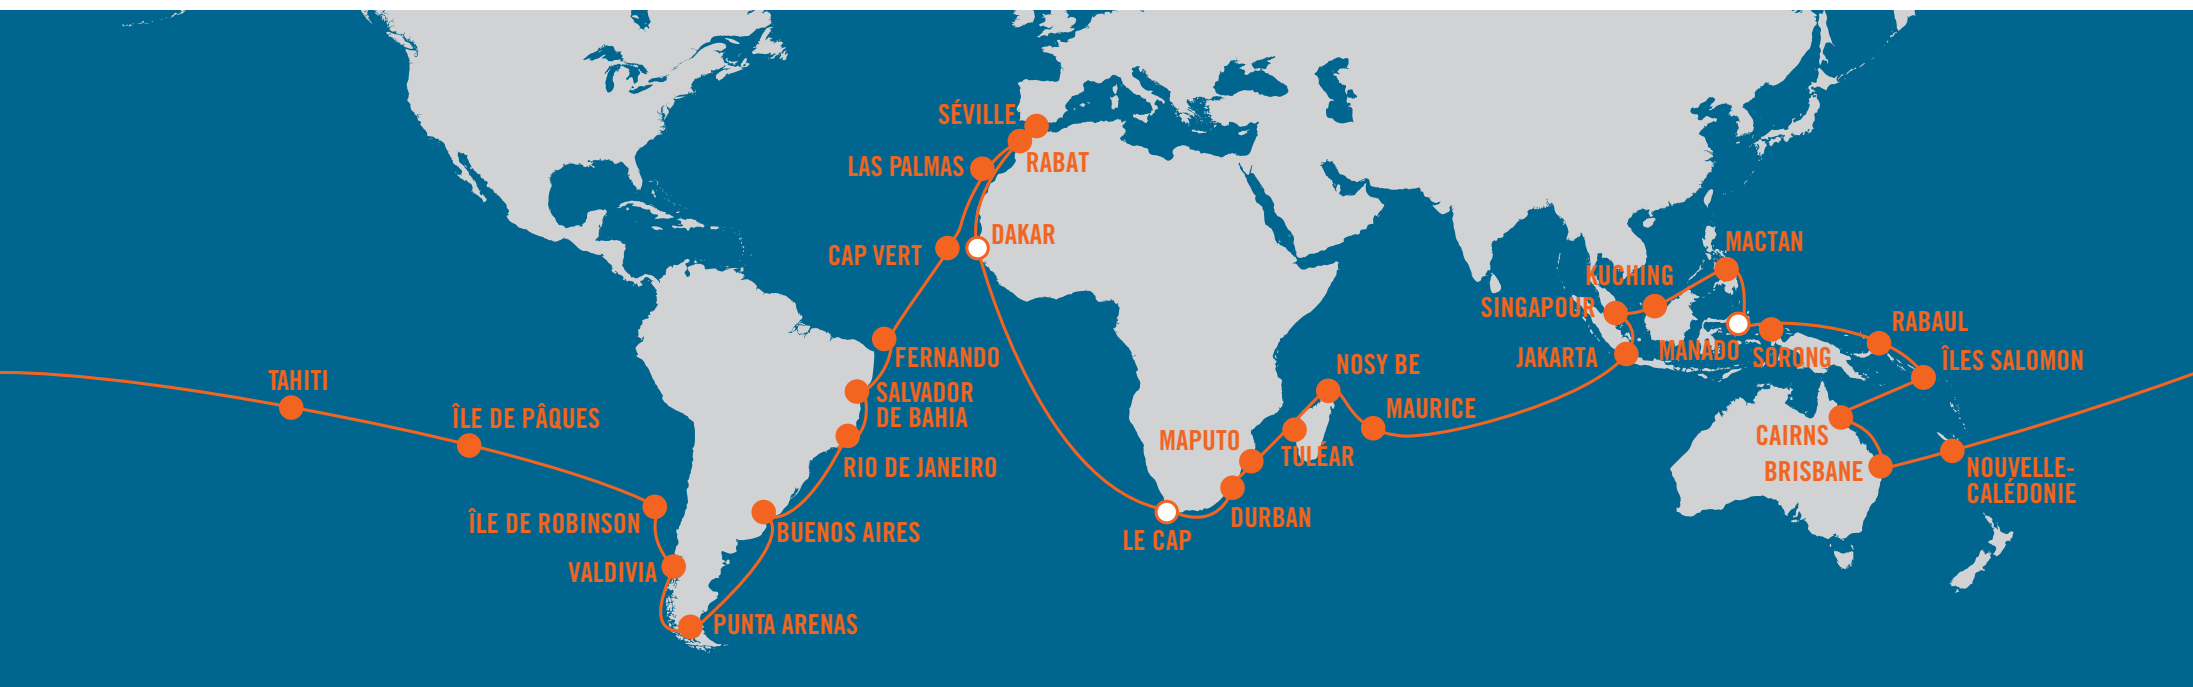 SÉVILLE
LAS PALMAS
RABAT
DAKAR
CAP VERT
MACTAN
KUCHING
SINGAPOUR
RABAUL
FERNANDO
JAKARTA
MANADO
SORONG
ÎLES SALOMON
NOSY BE
TAHITI
SALVADOR
DE BAHIA
MAURICE
ÎLE DE PÂQUES
MAPUTO
TULÉAR
CAIRNS
RIO DE JANEIRO
BRISBANE
NOUVELLE-
CALÉDONIE
ÎLE DE ROBINSON
DURBAN
BUENOS AIRES
LE CAP
VALDIVIA
PUNTA ARENAS